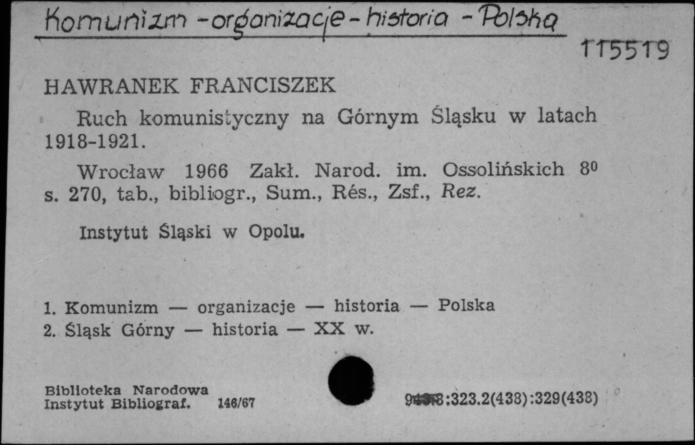 Komunizm - organizacje - historia - Polska
115519
HAWRANEK FRANCISZEK
Ruch komunistyczny na Górnym Śląsku w latach
1918-1921.
Wrocław 1966 Zakł. Narod. im. Ossolińskich 8⁰
s. 270, tab., bibliogr., Sum., Rés., Zsf., Rez.
Instytut Śląski w Opolu.
1. Komunizm — organizacje — historia — Polska
2. Śląsk Górny — historia — XX w.
Biblioteka Narodowa
Instytut Bibliograf. 146/67
:323.2(438):329(438)